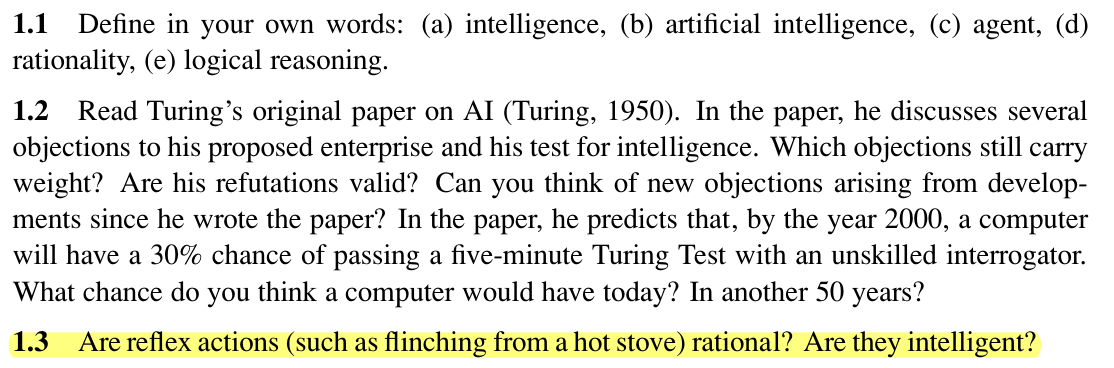 1.1 Define in your own words: (a) intelligence, (b) artificial intelligence, (c) agent, (d)
rationality, (e) logical reasoning.
1.2 Read Turing's original paper on AI (Turing, 1950). In the paper, he discusses several
objections to his proposed enterprise and his test for intelligence. Which objections still carry
weight? Are his refutations valid? Can you think of new objections arising from develop-
ments since he wrote the paper? In the paper, he predicts that, by the year 2000, a computer
will have a 30% chance of passing a five-minute Turing Test with an unskilled interrogator.
What chance do you think a computer would have today? In another 50 years?
1.3 Are reflex actions (such as flinching from a hot stove) rational? Are they intelligent?